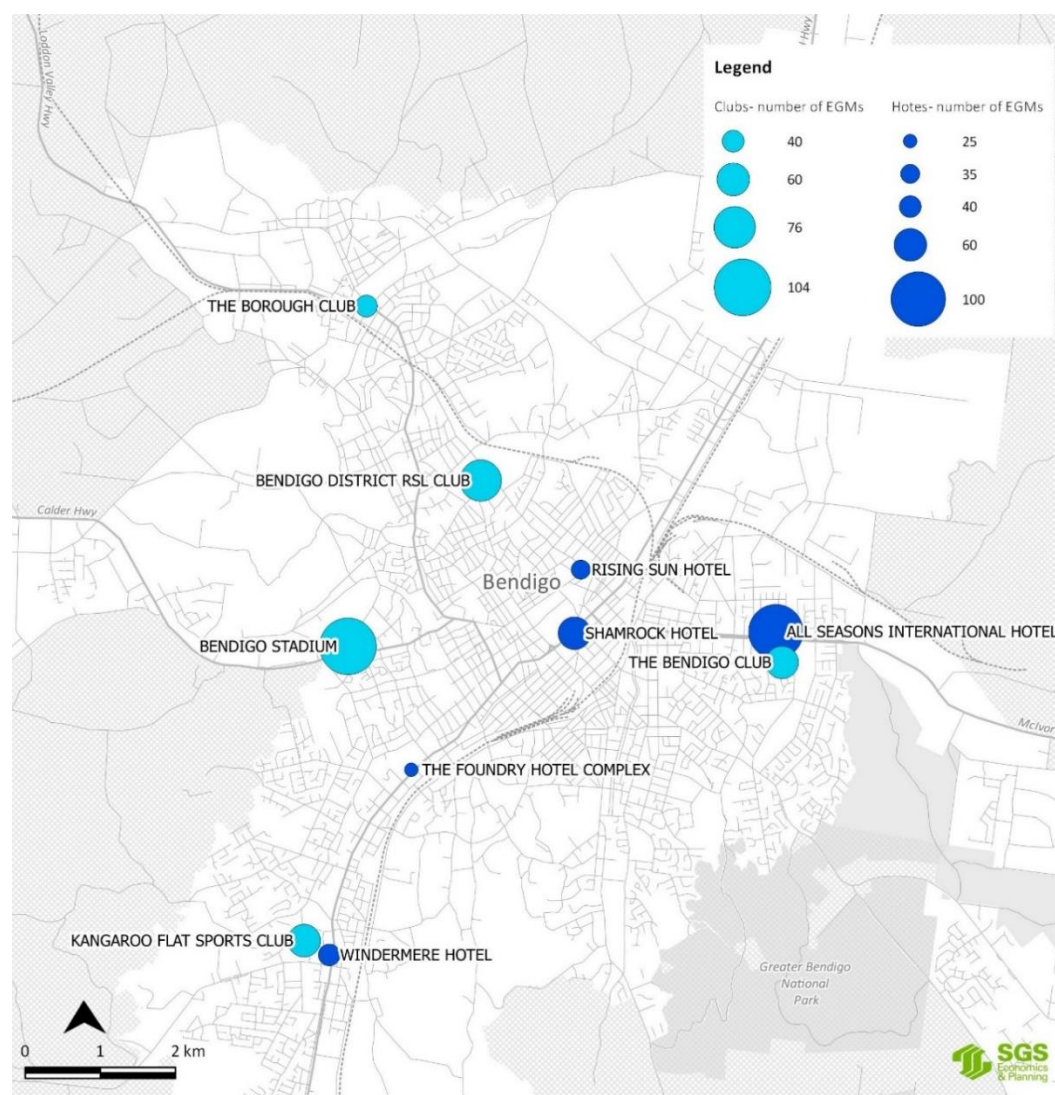 Loddon Valley Hwy
Hwy
Legend
Clubs- number of EGMs
40
60
76
104
Hotes- number of EGMs
25
35
40
60
100
THE BOROUGH CLUB
BENDIGO DISTRICT RSL CLUB
Calder Hwy
RISING SUN HOTEL
Bendigo
BENDIGO STADIUM
SHAMROCK HOTEL
ALL SEASONS INTERNATIONAL HOTEL
THE BENDIGO CLUB
McIvor
THE FOUNDRY HOTEL COMPLEX
KANGAROO FLAT SPORTS CLUB
WINDERMERE HOTEL
Greater Bendigo
National
Park
0 1 2 km
SGS
Economics
& Planning